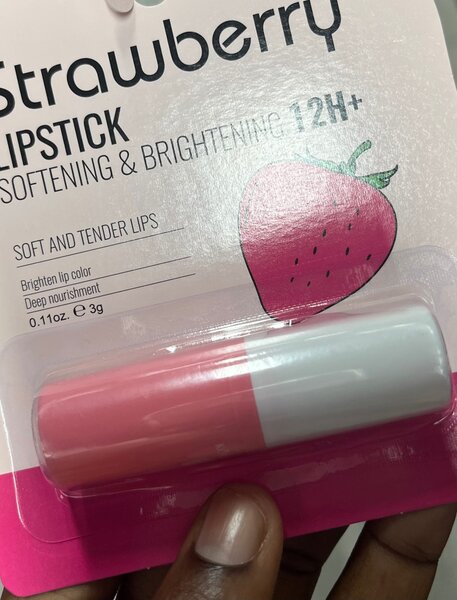 Strawberry
LIPSTICK
SOFTENING & BRIGHTENING 12H+
SOFT AND TENDER LIPS
Brighten lip color
Deep nourishment
0.11oz. ℮ 3g